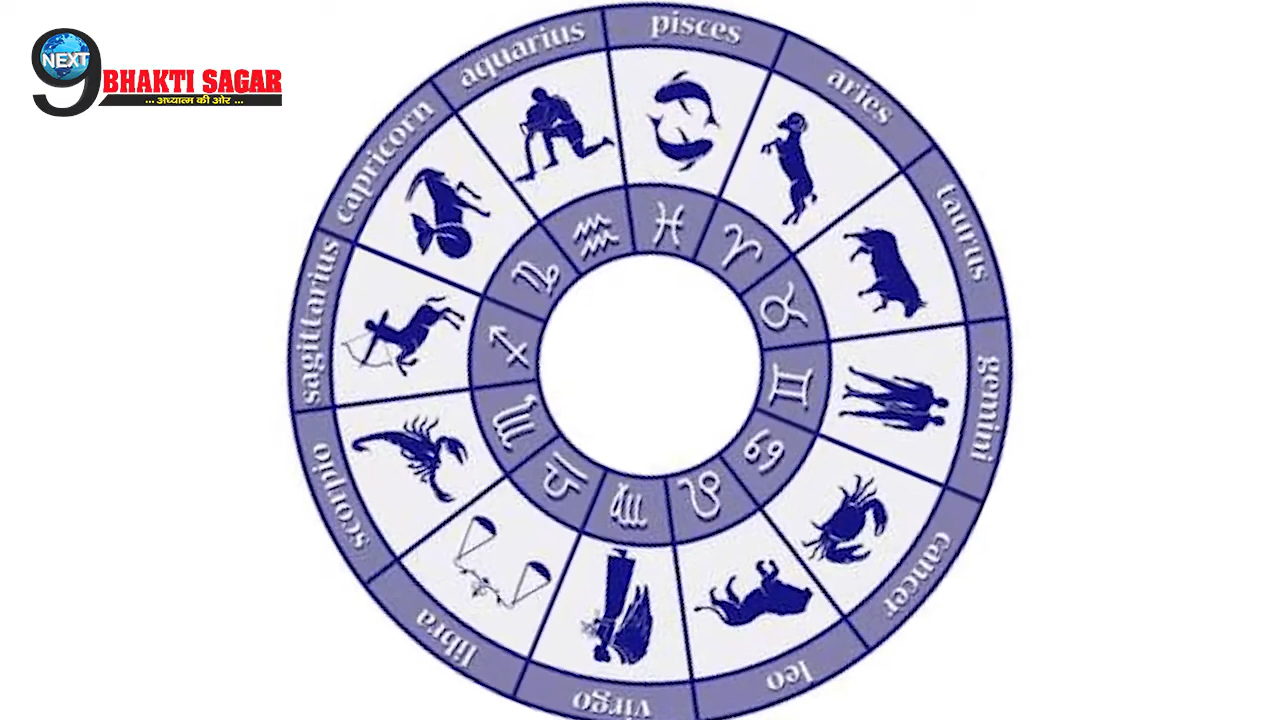 9
NEXT
BHAKTI SAGAR
... अध्यात्म की ओर ...
pisces
aries
taurus
gemini
cancer
leo
virgo
libra
scorpio
sagittarius
capricorn
aquarius